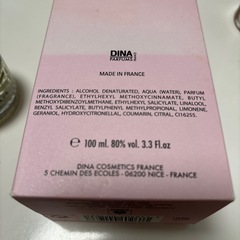 DINA
PARFUMS
MADE IN FRANCE
INGREDIENTS : ALCOHOL DENATURATED, AQUA (WATER), PARFUM
(FRAGRANCE), ETHYLHEXYL METHOXYCINNAMATE, BUTYL
METHOXYDIBENZOYLMETHANE, ETHYLHEXYL SALICYLATE, LINALOOL,
BENZYL SALICYLATE, BUTYLPHENYL METHYLPROPIONAL, LIMONENE,
GERANIOL, HYDROXYCITRONELLAL, COUMARIN, CITRAL, CI16255.
e 100 ml. 80% vol. 3.3 Fl.oz
DINA COSMETICS FRANCE
5 CHEMIN DES ECOLES - 06200 NICE - FRANCE